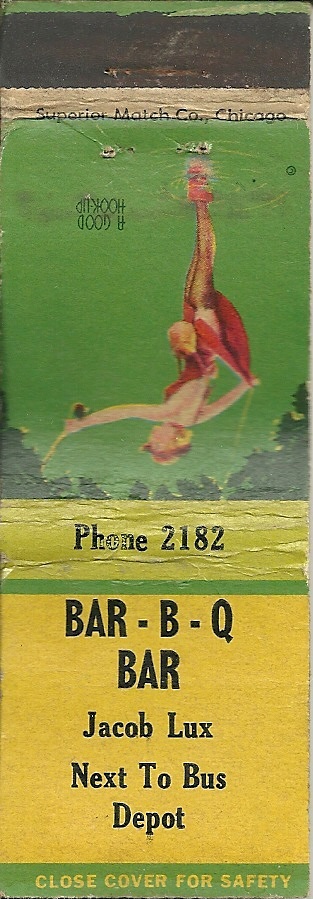 Superior Match Co., Chicago
©
A GOOD
HOOKUP
Phone 2182
BAR - B - Q
BAR
Jacob Lux
Next To Bus
Depot
CLOSE COVER FOR SAFETY